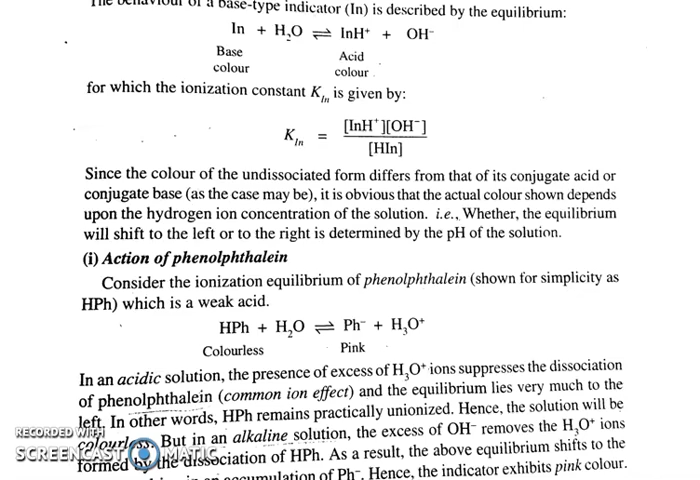 The behaviour of a base-type indicator (In) is described by the equilibrium:
In + H₂O ⇌ InH⁺ + OH⁻
Base Acid
colour colour
for which the ionization constant K_In is given by:
K_In = [InH⁺][OH⁻]
[HIn]
Since the colour of the undissociated form differs from that of its conjugate acid or
conjugate base (as the case may be), it is obvious that the actual colour shown depends
upon the hydrogen ion concentration of the solution. i.e., Whether, the equilibrium
will shift to the left or to the right is determined by the pH of the solution.
(i) Action of phenolphthalein
Consider the ionization equilibrium of phenolphthalein (shown for simplicity as
HPh) which is a weak acid.
HPh + H₂O ⇌ Ph⁻ + H₃O⁺
Colourless Pink
In an acidic solution, the presence of excess of H₃O⁺ ions suppresses the dissociation
of phenolphthalein (common ion effect) and the equilibrium lies very much to the
left. In other words, HPh remains practically unionized. Hence, the solution will be
colourless. But in an alkaline solution, the excess of OH⁻ removes the H₃O⁺ ions
formed by the dissociation of HPh. As a result, the above equilibrium shifts to the
accumulation of Ph⁻. Hence, the indicator exhibits pink colour.
RECORDED WITH
SCREENCAST MATIC